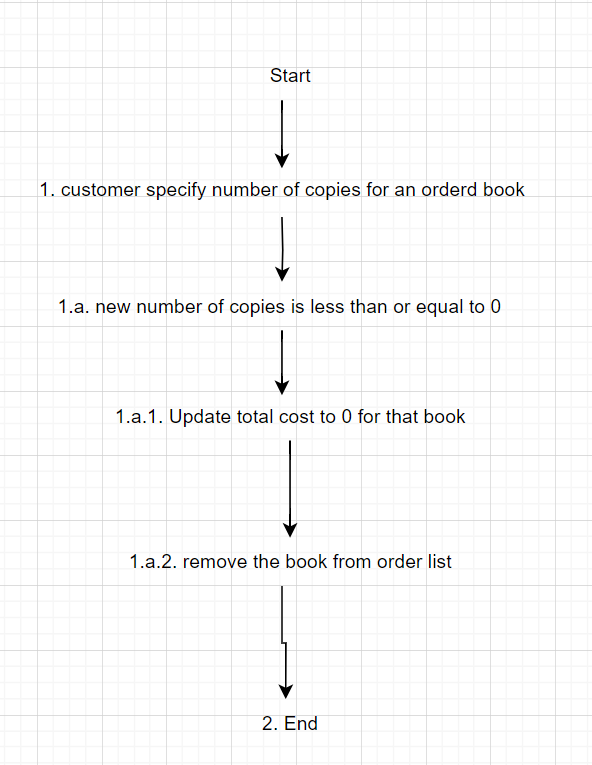 Start
1. customer specify number of copies for an orderd book
1.a. new number of copies is less than or equal to 0
1.a.1. Update total cost to 0 for that book
1.a.2. remove the book from order list
2. End